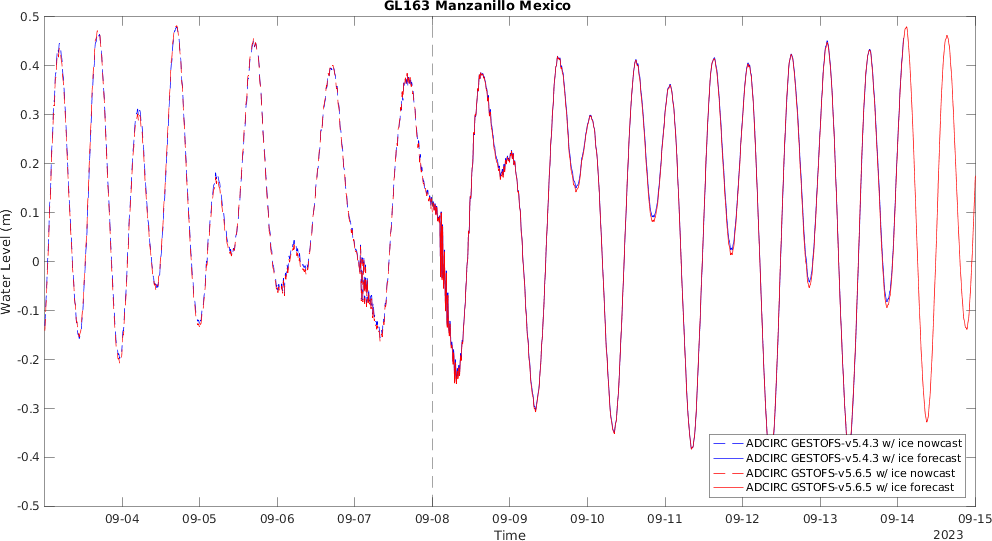 GL163 Manzanillo Mexico
0.5
0.4
0.3
0.2
0.1
0
-0.1
-0.2
-0.3
-0.4
-0.5
Water Level (m)
ADCIRC GESTOFS-v5.4.3 w/ ice nowcast
ADCIRC GESTOFS-v5.4.3 w/ ice forecast
ADCIRC GSTOFS-v5.6.5 w/ ice nowcast
ADCIRC GSTOFS-v5.6.5 w/ ice forecast
09-04 09-05 09-06 09-07 09-08 09-09 09-10 09-11 09-12 09-13 09-14 09-15
Time
2023